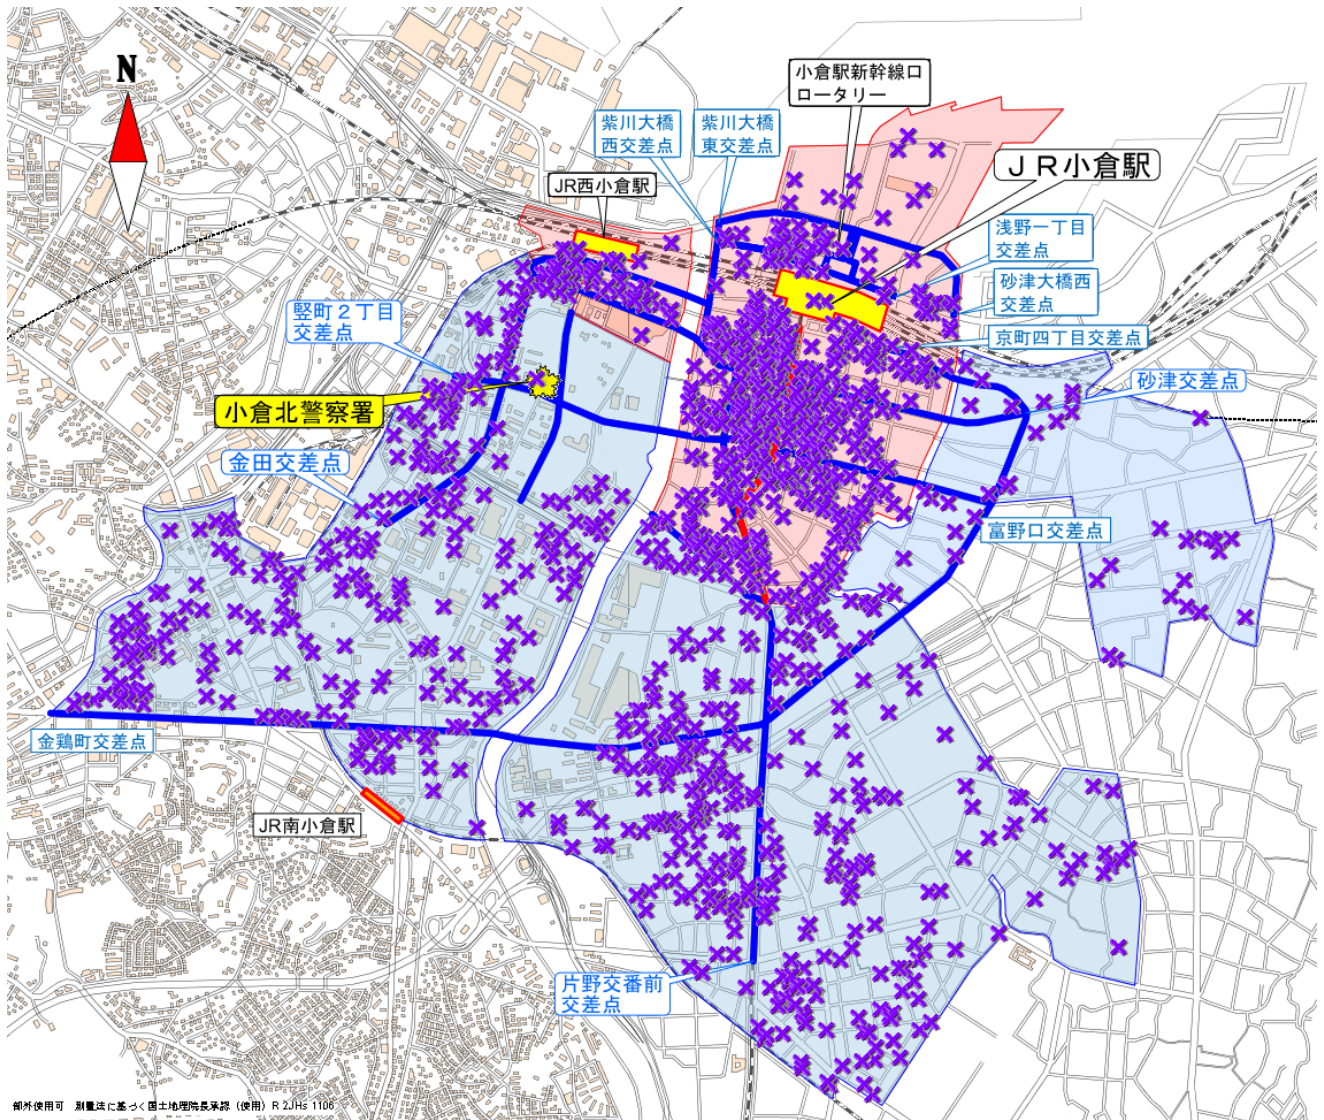 N
小倉駅新幹線口
ロータリー
紫川大橋
西交差点
紫川大橋
東交差点
JR西小倉駅
ＪＲ小倉駅
浅野一丁目
交差点
砂津大橋西
交差点
京町四丁目交差点
竪町２丁目
交差点
砂津交差点
小倉北警察署
金田交差点
富野口交差点
金鶏町交差点
JR南小倉駅
片野交番前
交差点
部外使用可　測量法に基づく国土地理院長承認（使用）R 2JHs 1106